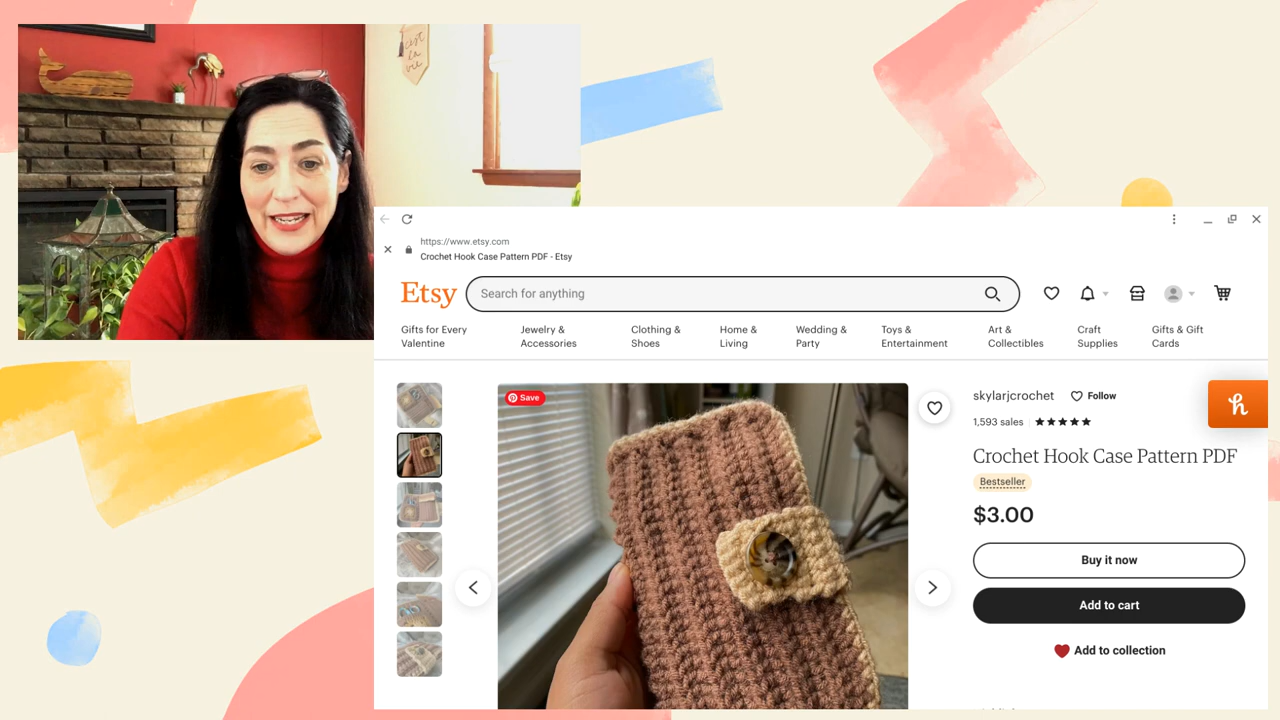 c'est
la
vie
https://www.etsy.com
Crochet Hook Case Pattern PDF - Etsy
Etsy
Search for anything
Gifts for Every
Valentine
Jewelry &
Accessories
Clothing &
Shoes
Home &
Living
Wedding &
Party
Toys &
Entertainment
Art &
Collectibles
Craft
Supplies
Gifts & Gift
Cards
Save
skylarjcrochet
Follow
1,593 sales
Crochet Hook Case Pattern PDF
Bestseller
$3.00
Buy it now
Add to cart
Add to collection
h